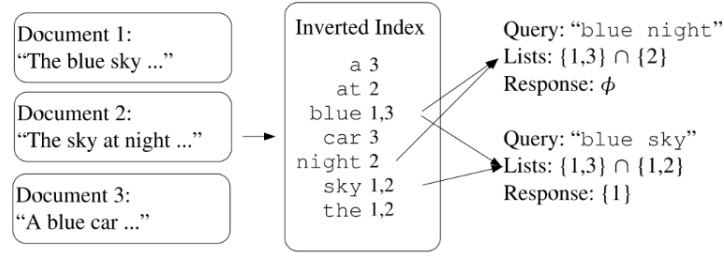 Document 1:
“The blue sky ...”
Document 2:
“The sky at night ...”
Document 3:
“A blue car ...”
Inverted Index
a 3
at 2
blue 1,3
car 3
night 2
sky 1,2
the 1,2
Query: “blue night”
Lists: {1,3} ∩ {2}
Response: ϕ
Query: “blue sky”
Lists: {1,3} ∩ {1,2}
Response: {1}